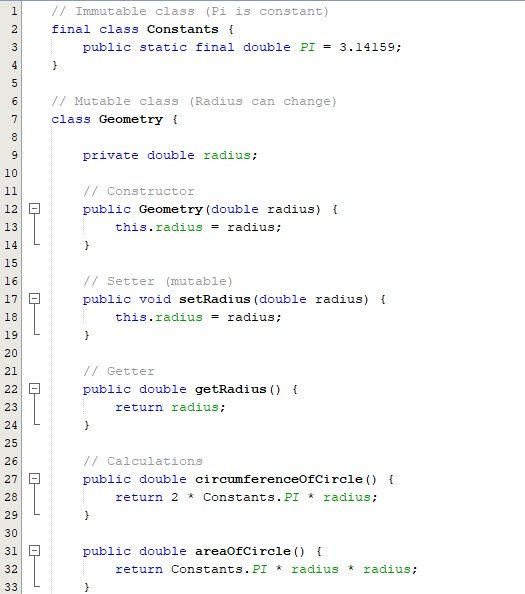 1 // Immutable class (Pi is constant)
2 final class Constants {
3 public static final double PI = 3.14159;
4 }
5
6 // Mutable class (Radius can change)
7 class Geometry {
8
9 private double radius;
10
11 // Constructor
12 public Geometry(double radius) {
13 this.radius = radius;
14 }
15
16 // Setter (mutable)
17 public void setRadius(double radius) {
18 this.radius = radius;
19 }
20
21 // Getter
22 public double getRadius() {
23 return radius;
24 }
25
26 // Calculations
27 public double circumferenceOfCircle() {
28 return 2 * Constants.PI * radius;
29 }
30
31 public double areaOfCircle() {
32 return Constants.PI * radius * radius;
33 }